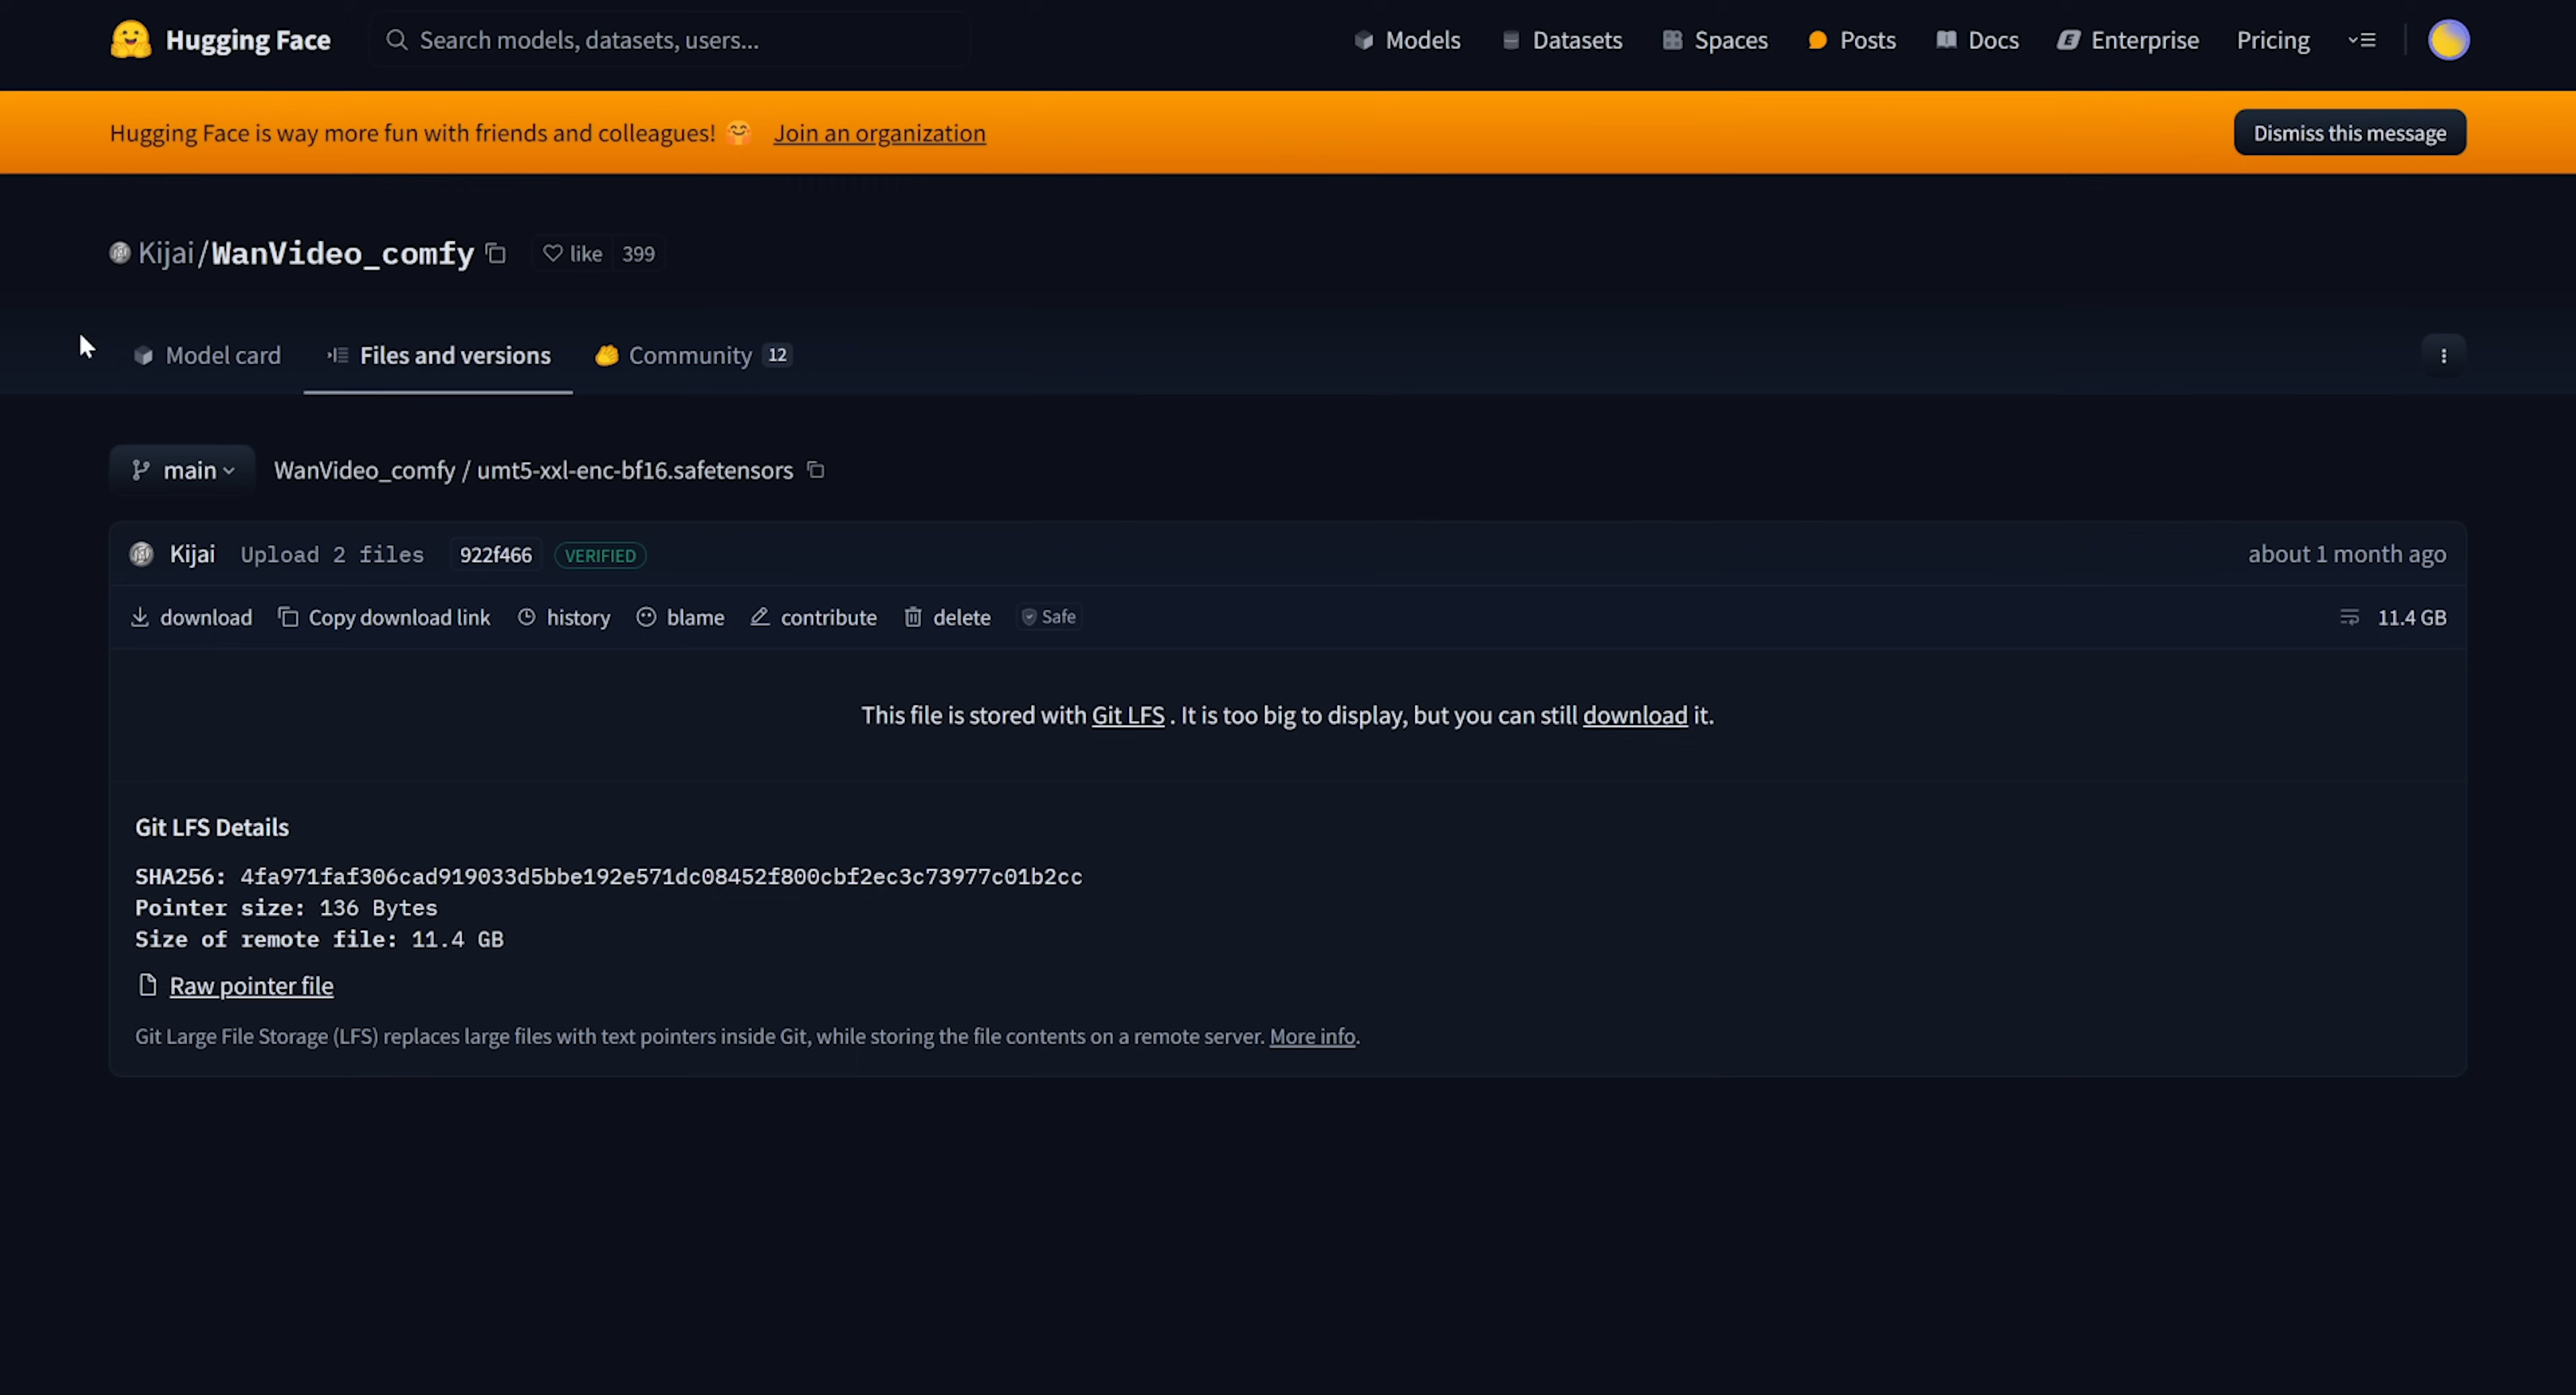 Hugging Face
Search models, datasets, users...
Models
Datasets
Spaces
Posts
Docs
Enterprise
Pricing
Hugging Face is way more fun with friends and colleagues! 🤗 Join an organization
Dismiss this message
Kijai/WanVideo_comfy
like 399
Model card
Files and versions
Community 12
main
WanVideo_comfy / umt5-xxl-enc-bf16.safetensors
Kijai Upload 2 files 922f466 VERIFIED
about 1 month ago
download
Copy download link
history
blame
contribute
delete
Safe
11.4 GB
This file is stored with Git LFS . It is too big to display, but you can still download it.
Git LFS Details
SHA256: 4fa971faf306cad919033d5bbe192e571dc08452f800cbf2ec3c73977c01b2cc
Pointer size: 136 Bytes
Size of remote file: 11.4 GB
Raw pointer file
Git Large File Storage (LFS) replaces large files with text pointers inside Git, while storing the file contents on a remote server. More info.